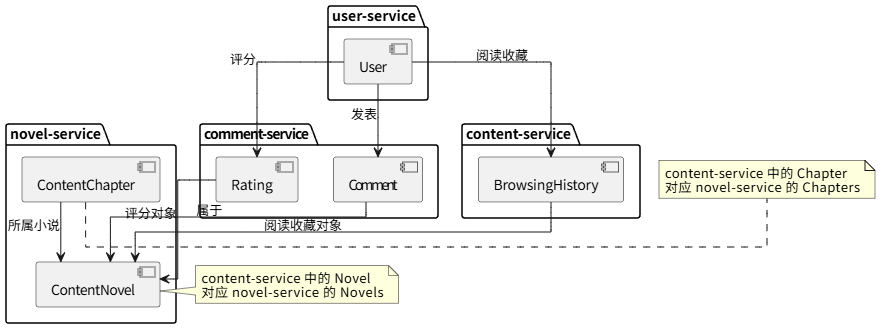 user-service
User
评分
阅读收藏
发表
novel-service
comment-service
content-service
ContentChapter
Rating
Comment
BrowsingHistory
content-service 中的 Chapter
对应 novel-service 的 Chapters
所属小说
评分对象
属于
阅读收藏对象
ContentNovel
content-service 中的 Novel
对应 novel-service 的 Novels